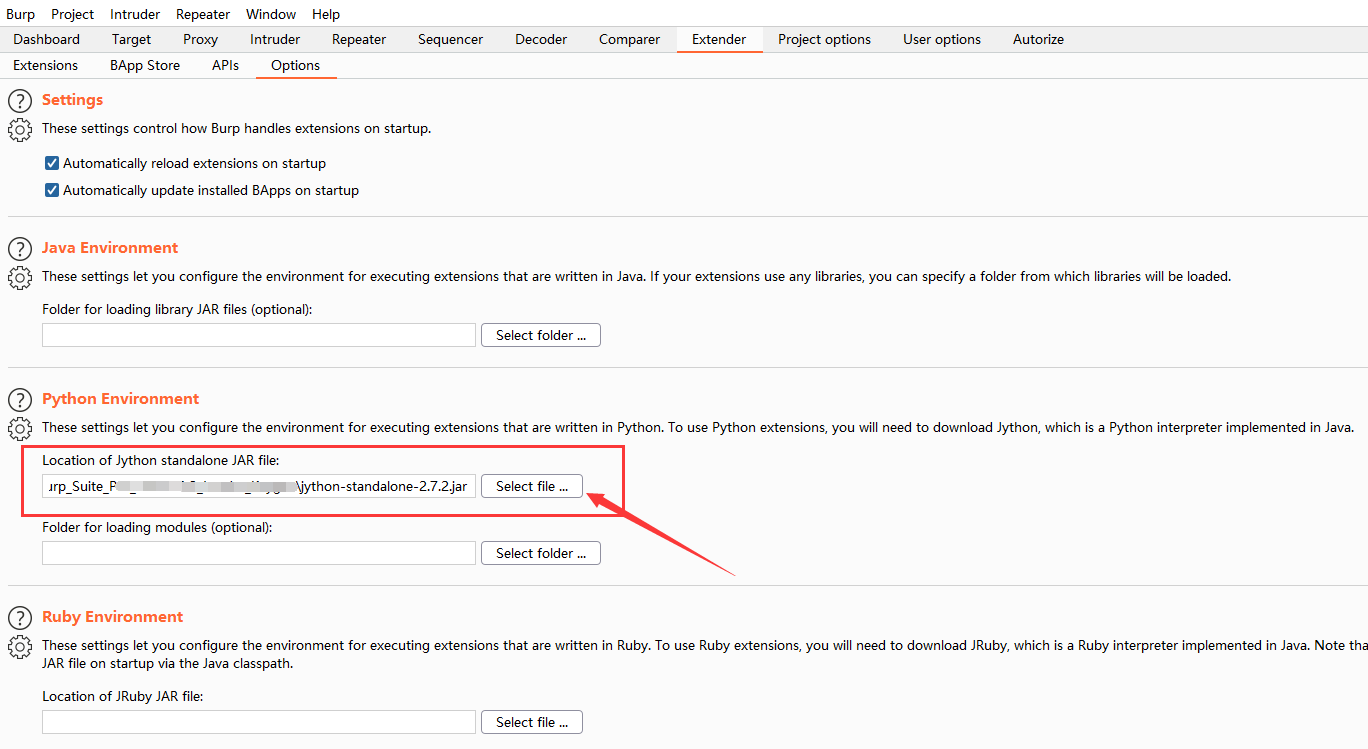 Burp Project Intruder Repeater Window Help
Dashboard Target Proxy Intruder Repeater Sequencer Decoder Comparer Extender Project options User options Autorize
Extensions BApp Store APIs Options
? Settings
These settings control how Burp handles extensions on startup.
Automatically reload extensions on startup
Automatically update installed BApps on startup
? Java Environment
These settings let you configure the environment for executing extensions that are written in Java. If your extensions use any libraries, you can specify a folder from which libraries will be loaded.
Folder for loading library JAR files (optional):
Select folder ...
? Python Environment
These settings let you configure the environment for executing extensions that are written in Python. To use Python extensions, you will need to download Jython, which is a Python interpreter implemented in Java.
Location of Jython standalone JAR file:
urp_Suite_P \jython-standalone-2.7.2.jar Select file ...
Folder for loading modules (optional):
Select folder ...
? Ruby Environment
These settings let you configure the environment for executing extensions that are written in Ruby. To use Ruby extensions, you will need to download JRuby, which is a Ruby interpreter implemented in Java. Note tha
JAR file on startup via the Java classpath.
Location of JRuby JAR file:
Select file ...